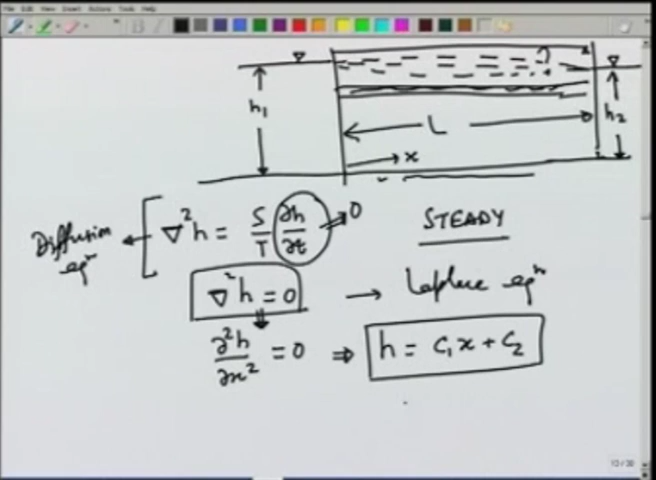 h₁
L
h₂
x
∇²h = S/T ∂h/∂t → 0
STEADY
Diffusion eqⁿ
∇²h = 0 → Laplace eqⁿ
∂²h/∂x² = 0 ⇒ h = C₁x + C₂